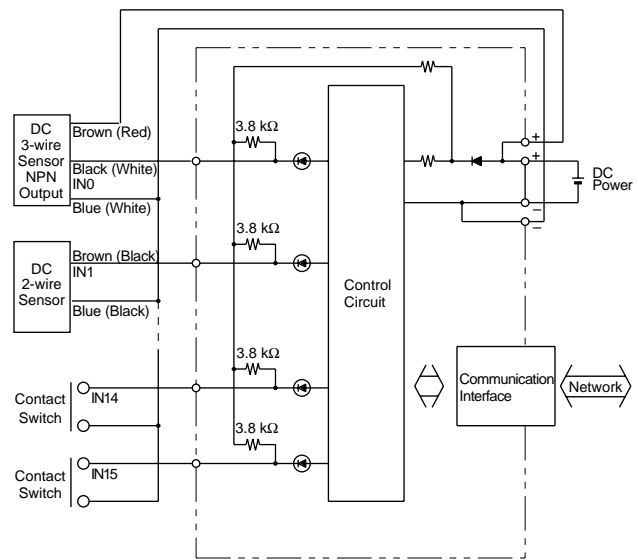 DC
3-wire
Sensor
NPN
Output
Brown (Red)
Black (White)
IN0
Blue (White)
3.8 kΩ
+
+
DC
Power
−
−
DC
2-wire
Sensor
Brown (Black)
IN1
Blue (Black)
3.8 kΩ
Control
Circuit
Contact
Switch
IN14
3.8 kΩ
Communication
Interface
Network
Contact
Switch
IN15
3.8 kΩ